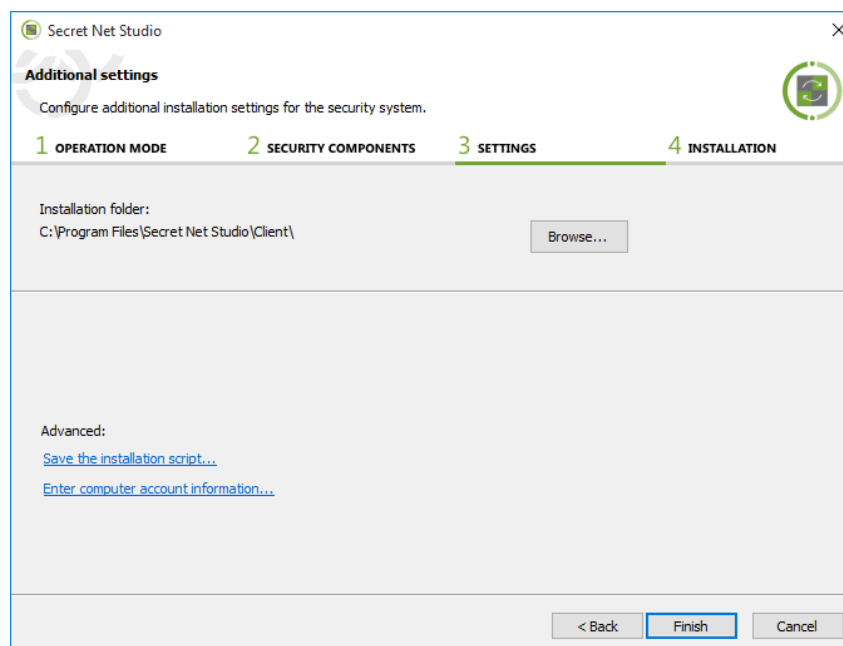 Secret Net Studio
Additional settings
Configure additional installation settings for the security system.
1 OPERATION MODE 2 SECURITY COMPONENTS 3 SETTINGS 4 INSTALLATION
Installation folder:
C:\Program Files\Secret Net Studio\Client\
Browse...
Advanced:
Save the installation script...
Enter computer account information...
< Back Finish Cancel